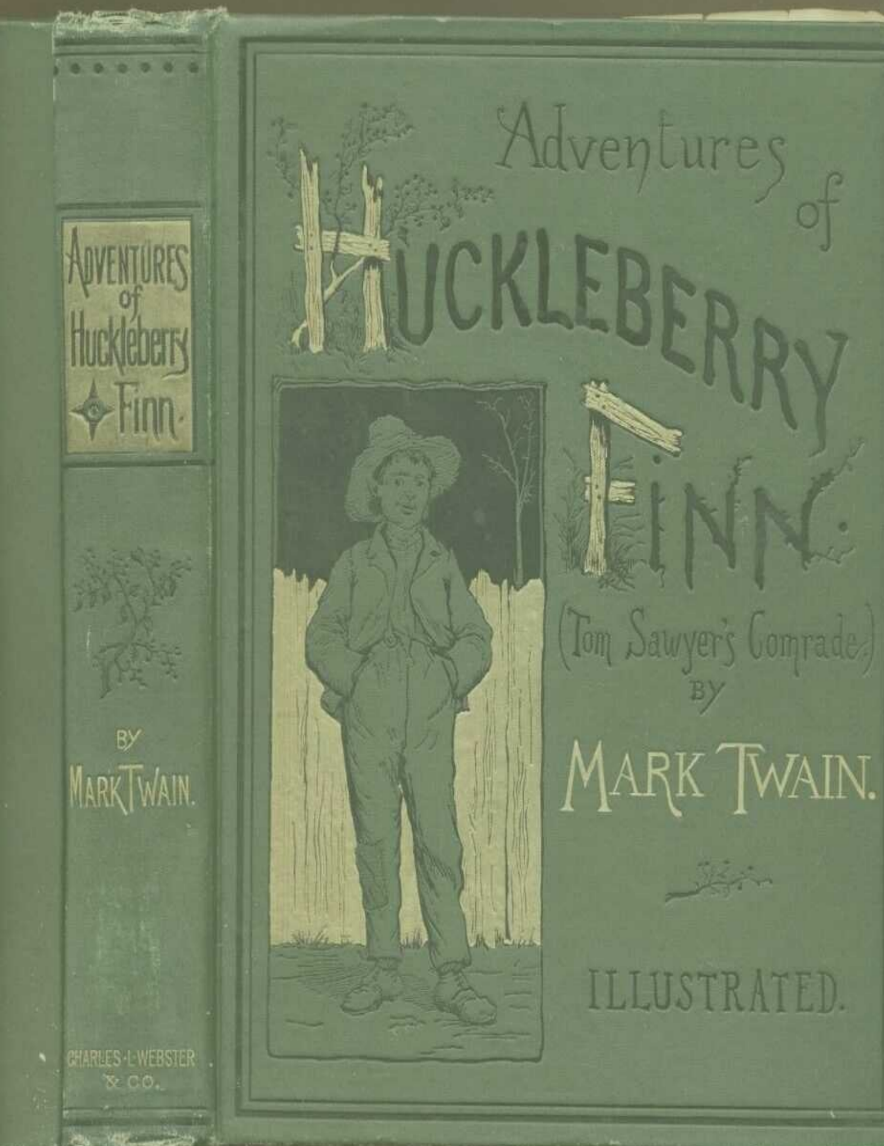 ADVENTURES
of
Huckleberry
Finn.
BY
MARK TWAIN.
CHARLES·L·WEBSTER
& CO.
Adventures
of
HUCKLEBERRY
FINN.
(Tom Sawyer's Comrade.)
BY
MARK TWAIN.
ILLUSTRATED.